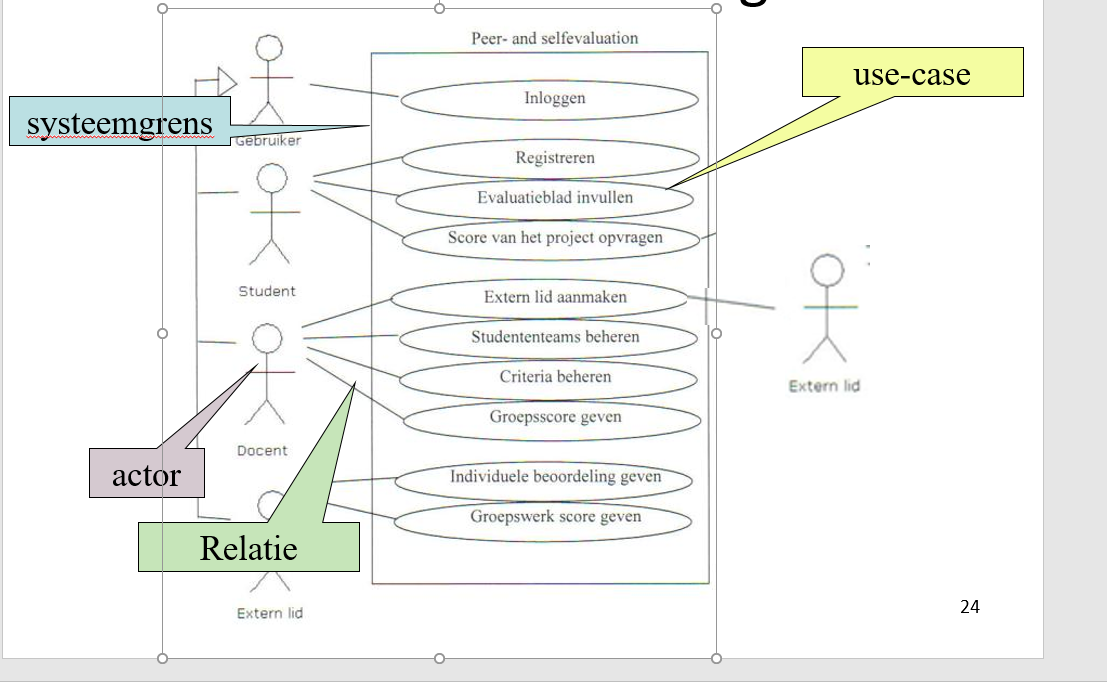 Peer- and selfevaluation
use-case
Inloggen
systeemgrens
Gebruiker
Registreren
Evaluatieblad invullen
Score van het project opvragen
Student
Extern lid aanmaken
Studententeams beheren
Criteria beheren
Extern lid
Groepsscore geven
Docent
actor
Individuele beoordeling geven
Groepswerk score geven
Relatie
Extern lid
24